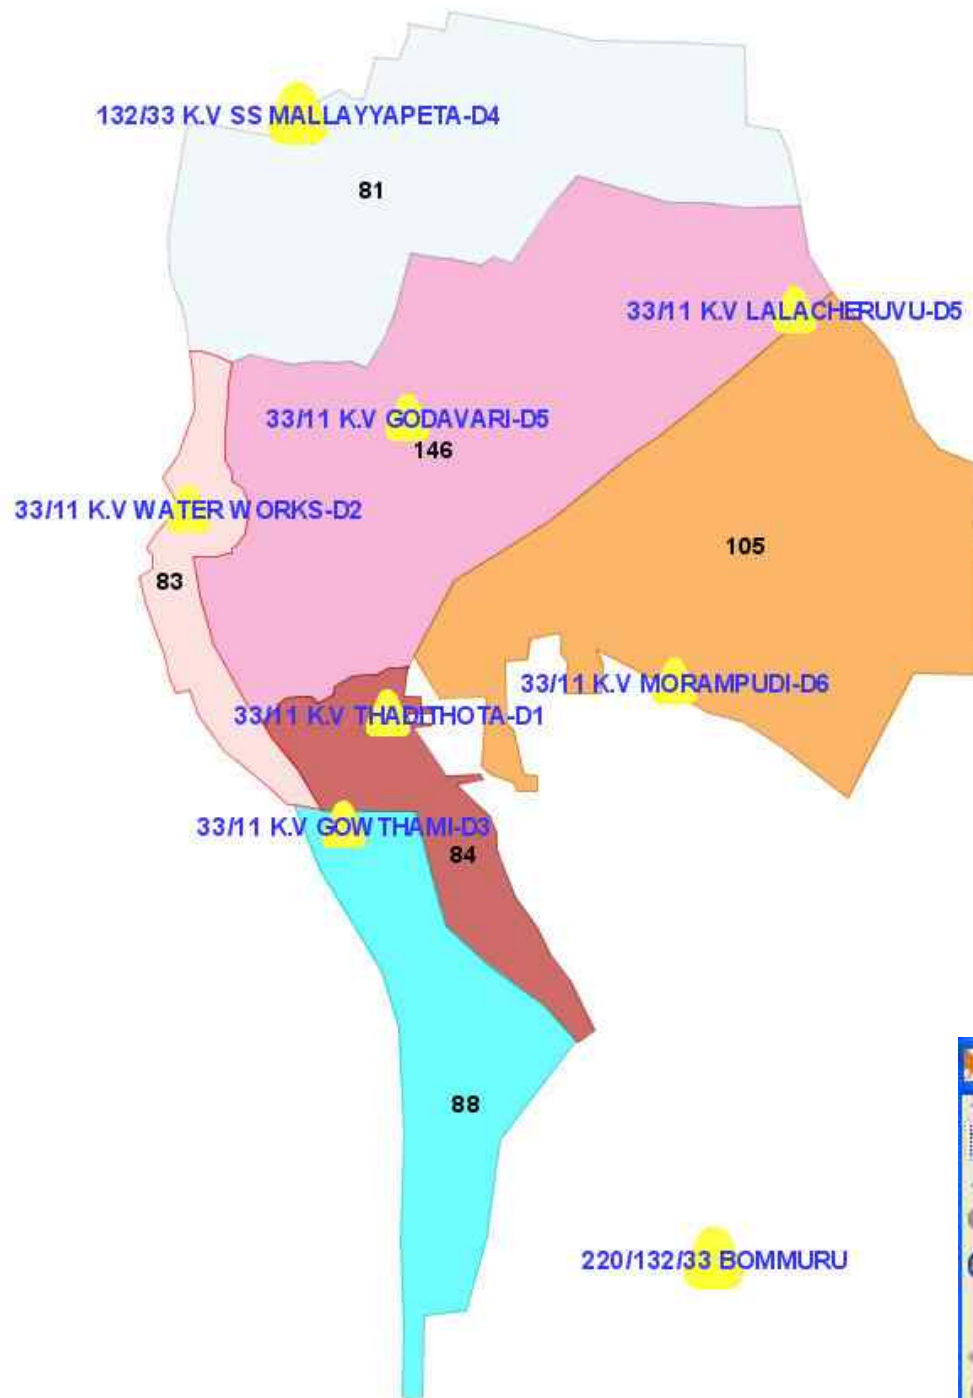 132/33 K.V SS MALLAYYAPETA-D4
81
33/11 K.V LALACHERUVU-D5
33/11 K.V GODAVARI-D5
146
33/11 K.V WATER WORKS-D2
105
83
33/11 K.V MORAMPUDI-D6
33/11 K.V THADITHOTA-D1
33/11 K.V GOWTHAMI-D3
84
88
220/132/33 BOMMURU